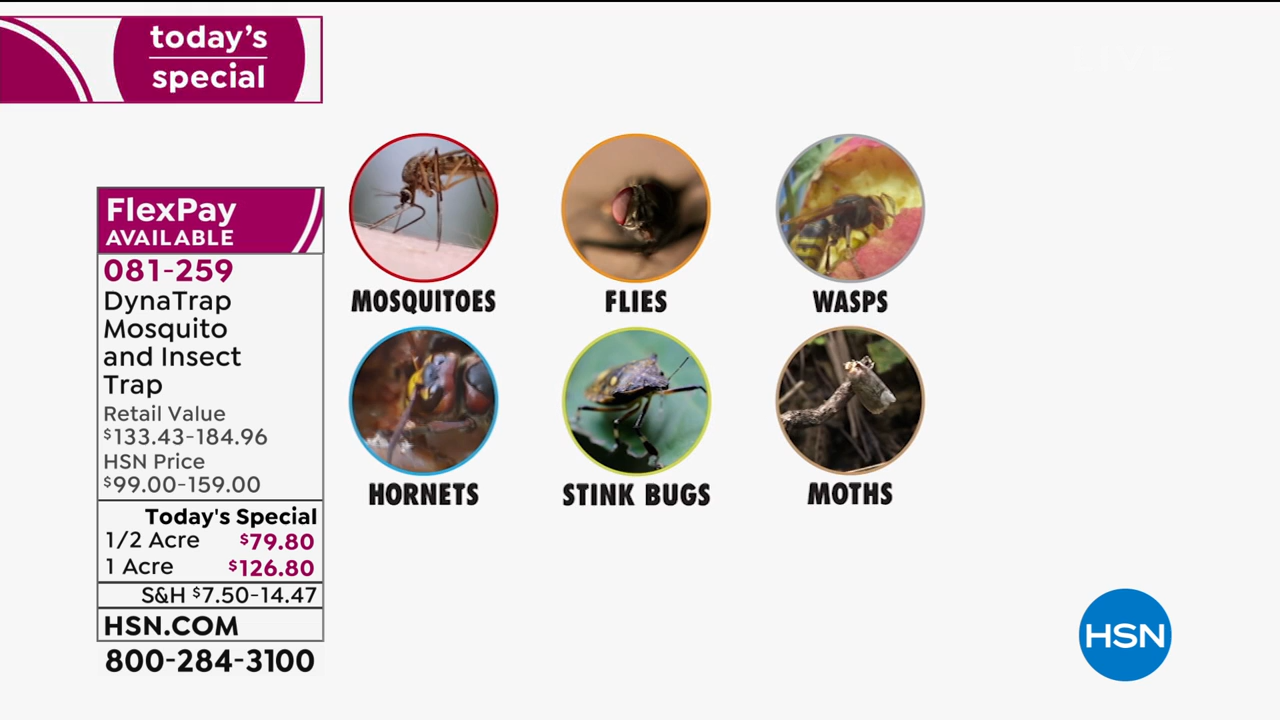 today's
special
FlexPay
AVAILABLE
081-259
DynaTrap
Mosquito
and Insect
Trap
Retail Value
$133.43-184.96
HSN Price
$99.00-159.00
Today's Special
1/2 Acre $79.80
1 Acre $126.80
S&H $7.50-14.47
HSN.COM
800-284-3100
MOSQUITOES
FLIES
WASPS
HORNETS
STINK BUGS
MOTHS
HSN